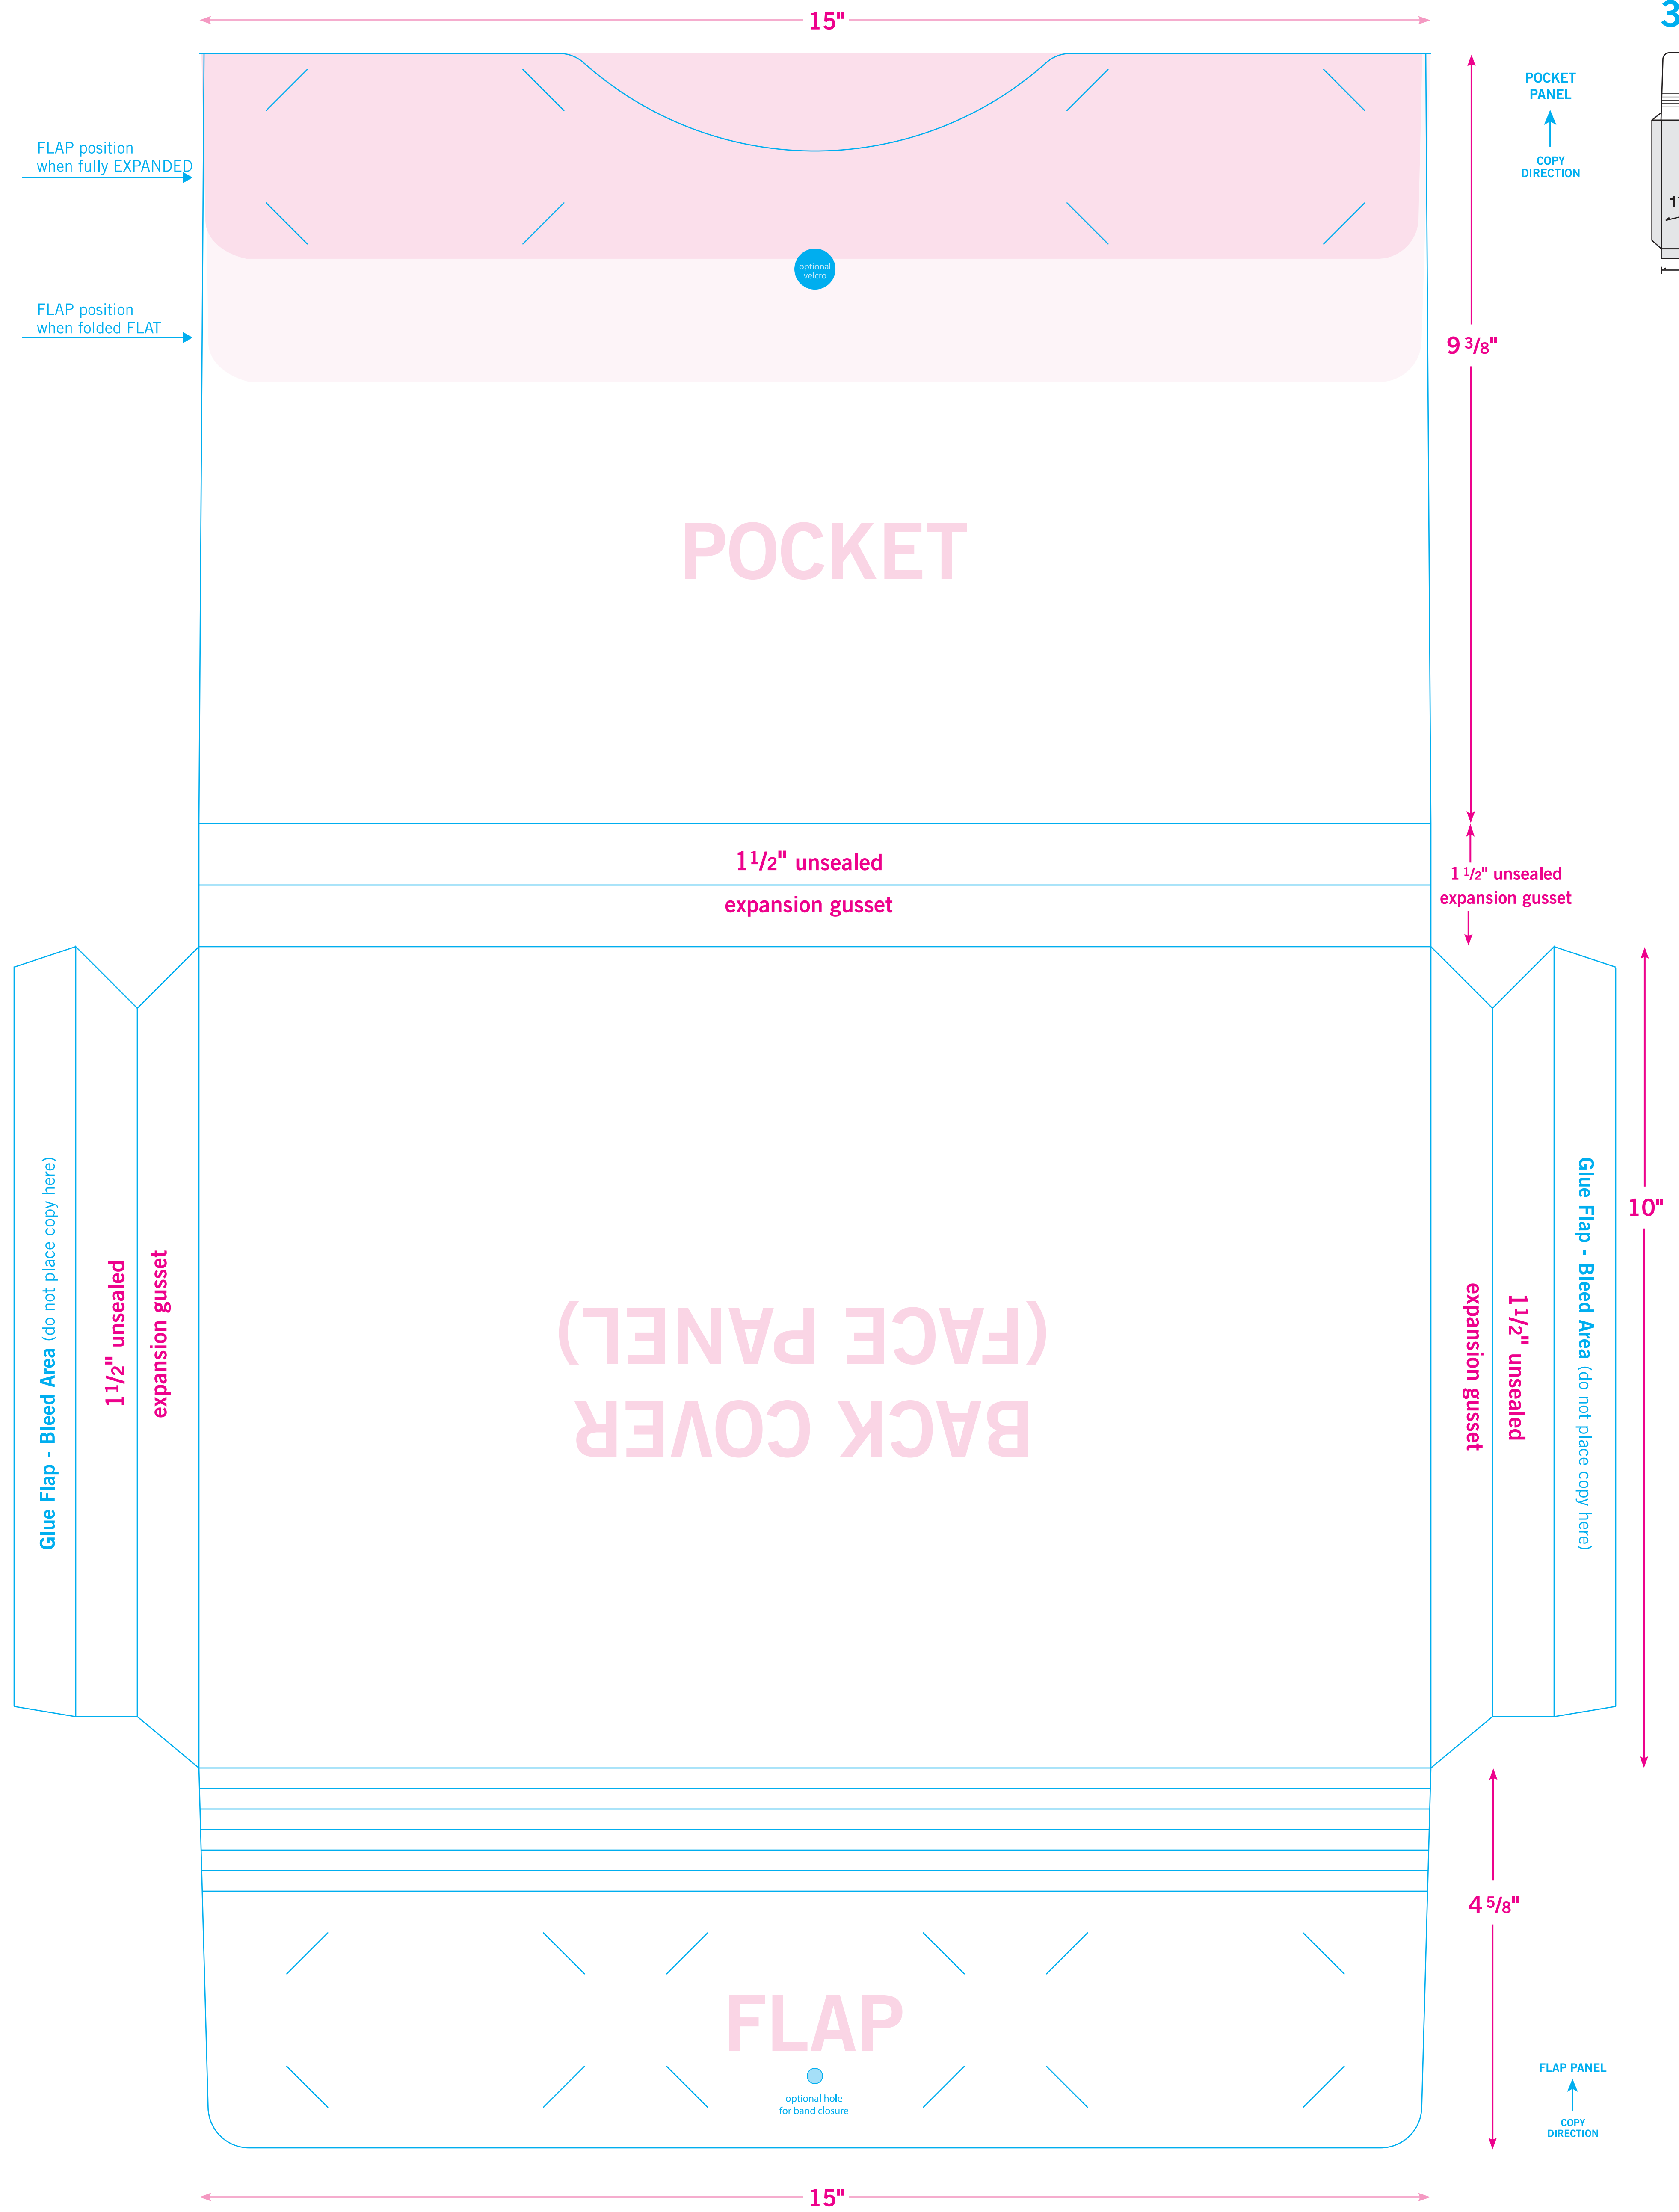 15"
3
POCKET
PANEL
COPY
DIRECTION
FLAP position
when fully EXPANDED
1
optional
velcro
FLAP position
when folded FLAT
9 3/8"
POCKET
1 1/2" unsealed
expansion gusset
1 1/2" unsealed
expansion gusset
Glue Flap - Bleed Area (do not place copy here)
1 1/2" unsealed
expansion gusset
BACK COVER
(FACE PANEL)
expansion gusset
1 1/2" unsealed
Glue Flap - Bleed Area (do not place copy here)
10"
4 5/8"
FLAP
optional hole
for band closure
FLAP PANEL
COPY
DIRECTION
15"